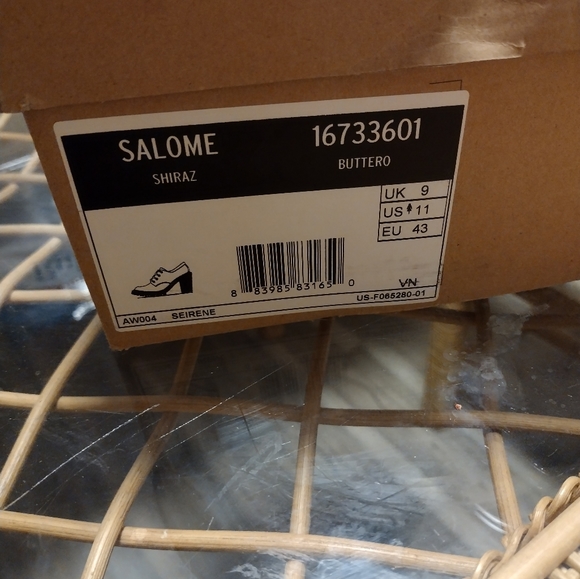 SALOME
SHIRAZ
16733601
BUTTERO
UK 9
US 11
EU 43
8 83985 83165 0
VN
US-F065280-01
AW004 SEIRENE